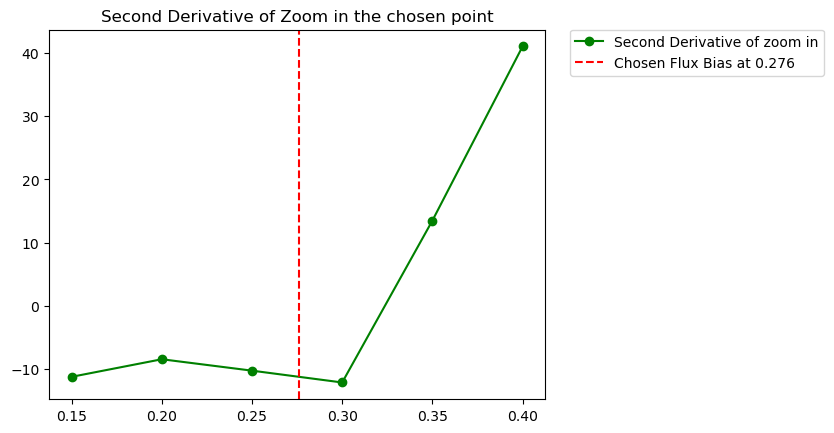 Second Derivative of Zoom in the chosen point
Second Derivative of zoom in
Chosen Flux Bias at 0.276
40
30
20
10
0
−10
0.15 0.20 0.25 0.30 0.35 0.40